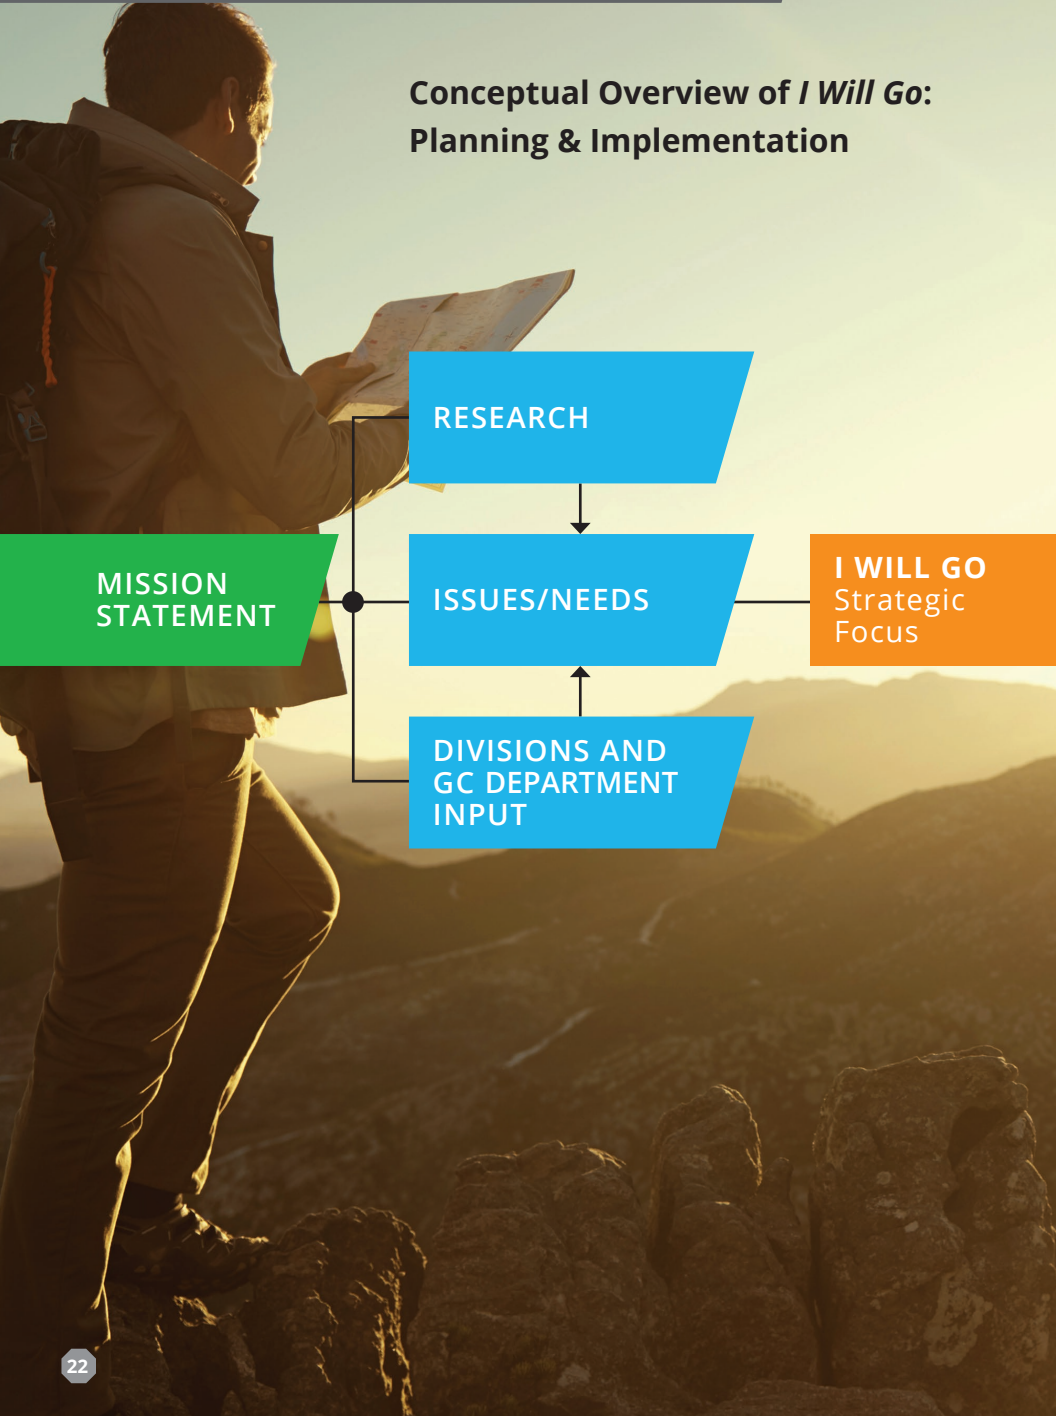 Conceptual Overview of I Will Go:
Planning & Implementation
RESEARCH
MISSION
STATEMENT
ISSUES/NEEDS
I WILL GO
Strategic
Focus
DIVISIONS AND
GC DEPARTMENT
INPUT
22